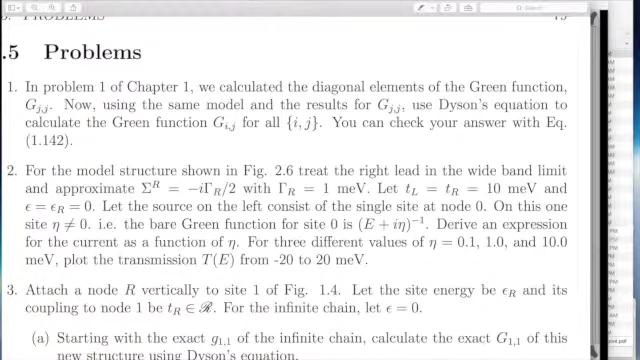 .5 Problems
1. In problem 1 of Chapter 1, we calculated the diagonal elements of the Green function,
G_{j,j}. Now, using the same model and the results for G_{j,j}, use Dyson's equation to
calculate the Green function G_{i,j} for all {i, j}. You can check your answer with Eq.
(1.142).
2. For the model structure shown in Fig. 2.6 treat the right lead in the wide band limit
and approximate Σ^R = −iΓ_R/2 with Γ_R = 1 meV. Let t_L = t_R = 10 meV and
ϵ = ϵ_R = 0. Let the source on the left consist of the single site at node 0. On this one
site η ≠ 0. i.e. the bare Green function for site 0 is (E + iη)^{−1}. Derive an expression
for the current as a function of η. For three different values of η = 0.1, 1.0, and 10.0
meV, plot the transmission T(E) from -20 to 20 meV.
3. Attach a node R vertically to site 1 of Fig. 1.4. Let the site energy be ϵ_R and its
coupling to node 1 be t_R ∈ ℛ. For the infinite chain, let ϵ = 0.
(a) Starting with the exact g_{1,1} of the infinite chain, calculate the exact G_{1,1} of this
new structure using Dyson's equation.